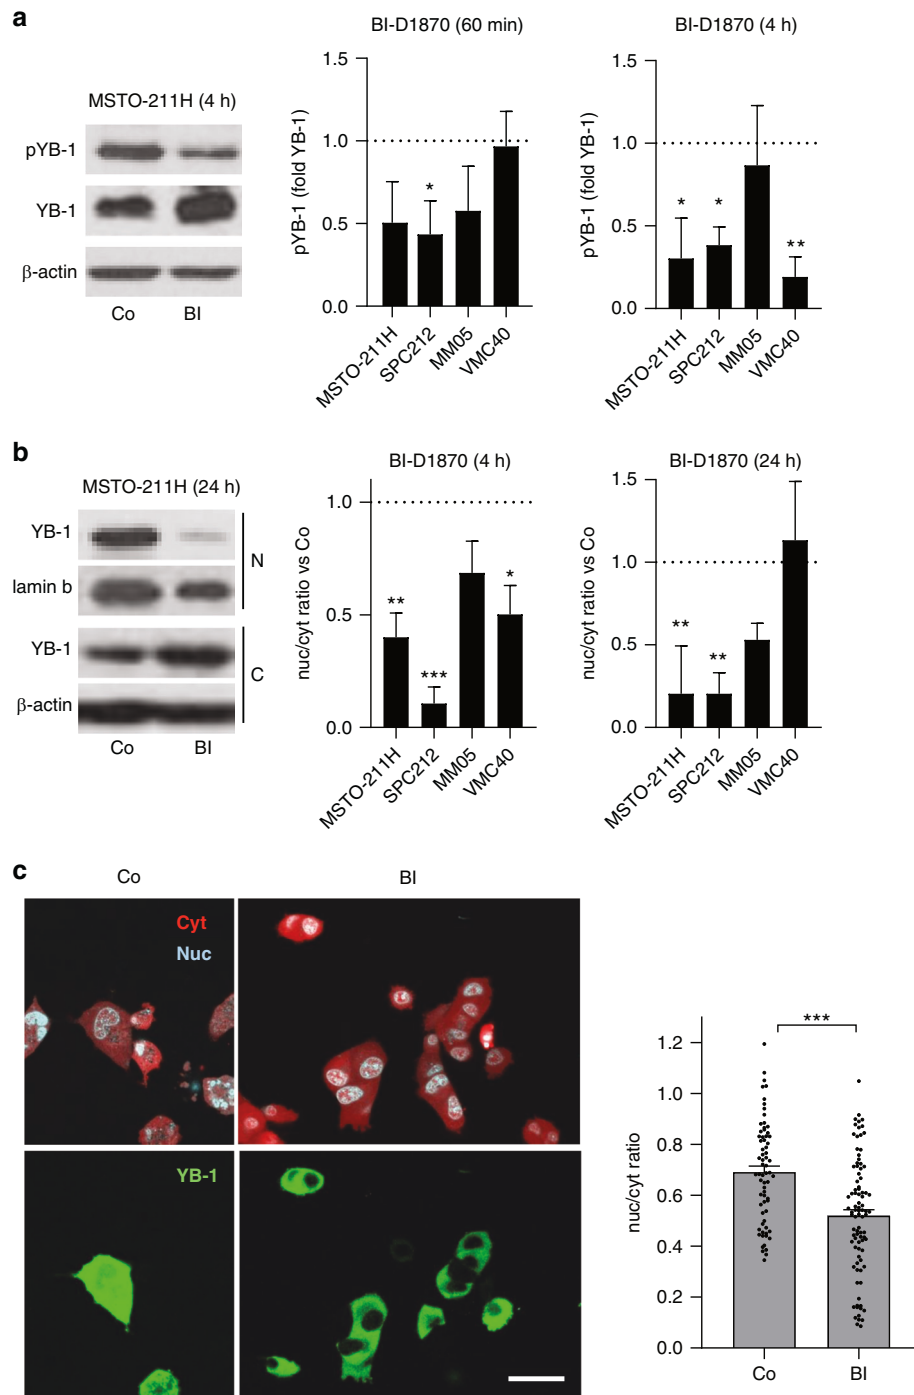 a
MSTO-211H (4 h)
pYB-1
YB-1
β-actin
Co BI
BI-D1870 (60 min)
pYB-1 (fold YB-1)
1.5
1.0
0.5
0.0
*
MSTO-211H
SPC212
MM05
VMC40
BI-D1870 (4 h)
pYB-1 (fold YB-1)
1.5
1.0
0.5
0.0
* * **
MSTO-211H
SPC212
MM05
VMC40
b
MSTO-211H (24 h)
YB-1
lamin b
N
YB-1
β-actin
C
Co BI
BI-D1870 (4 h)
nuc/cyt ratio vs Co
1.0
0.5
0.0
** *** *
MSTO-211H
SPC212
MM05
VMC40
BI-D1870 (24 h)
nuc/cyt ratio vs Co
1.5
1.0
0.5
0.0
** **
MSTO-211H
SPC212
MM05
VMC40
c
Co BI
Cyt
Nuc
YB-1
nuc/cyt ratio
1.2
1.0
0.8
0.6
0.4
0.2
0.0
***
Co BI